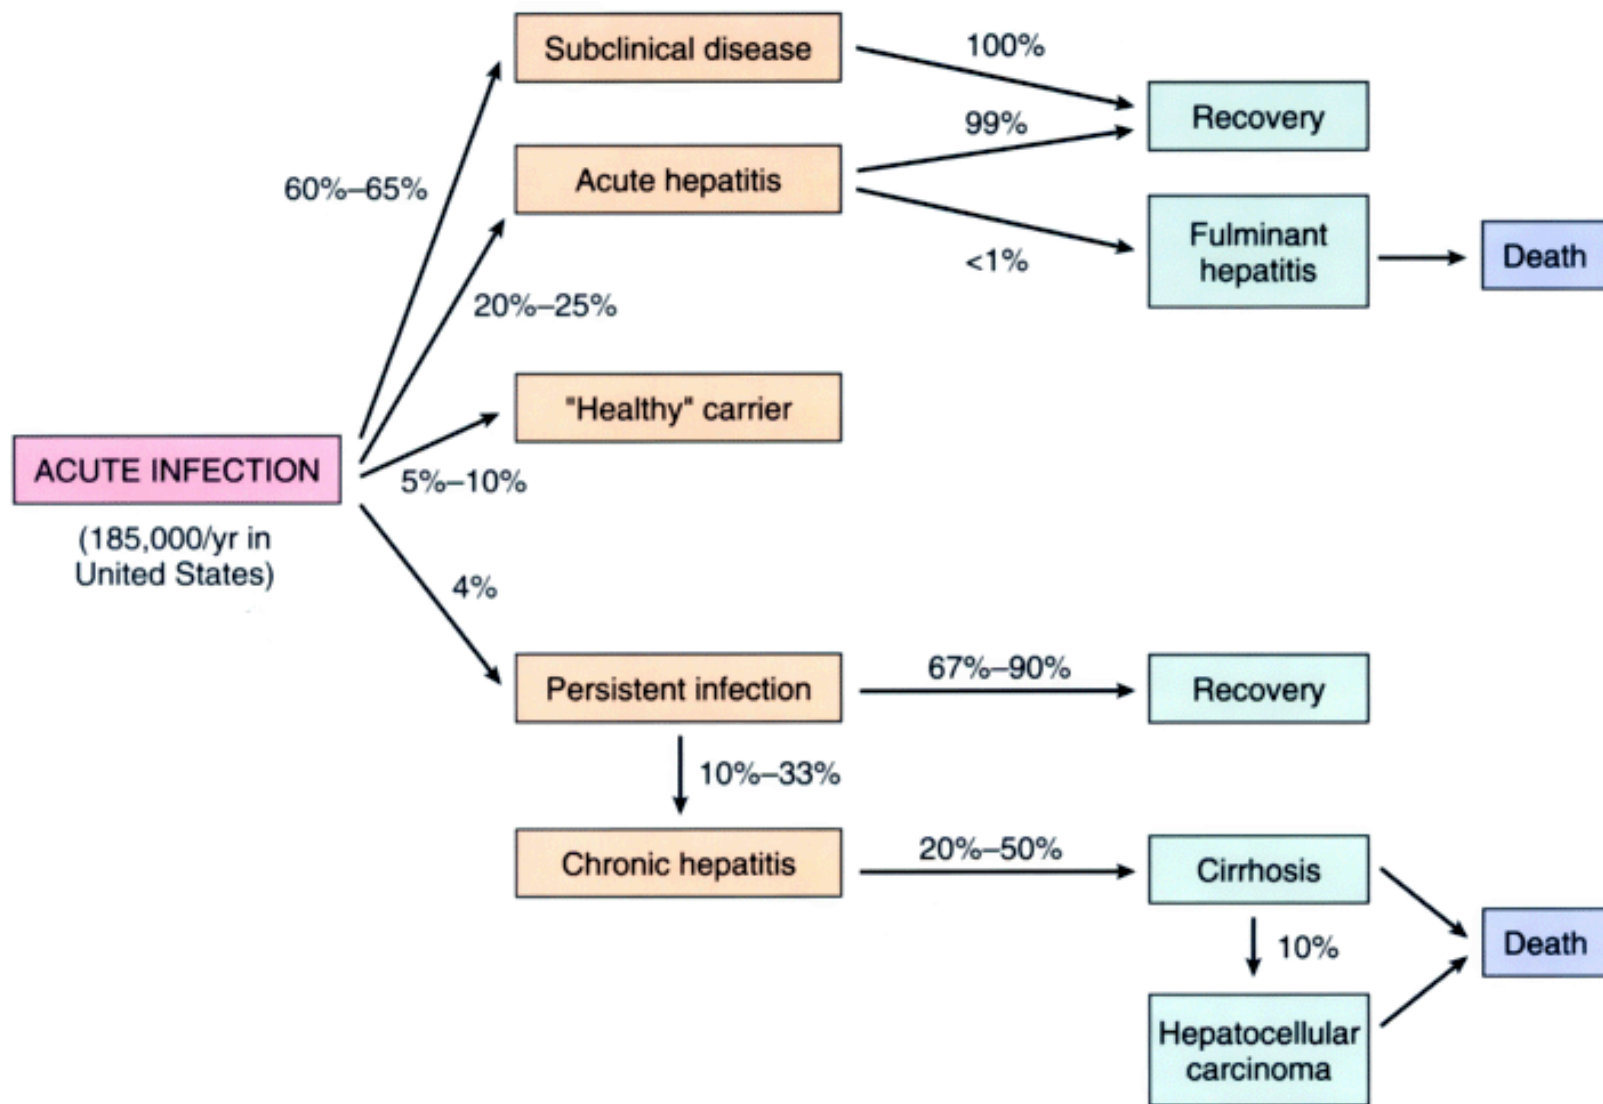 Subclinical disease
100%
Recovery
99%
Acute hepatitis
60%–65%
Fulminant
hepatitis
Death
<1%
20%–25%
"Healthy" carrier
ACUTE INFECTION
5%–10%
(185,000/yr in
United States)
4%
Persistent infection
67%–90%
Recovery
10%–33%
Chronic hepatitis
20%–50%
Cirrhosis
10%
Death
Hepatocellular
carcinoma